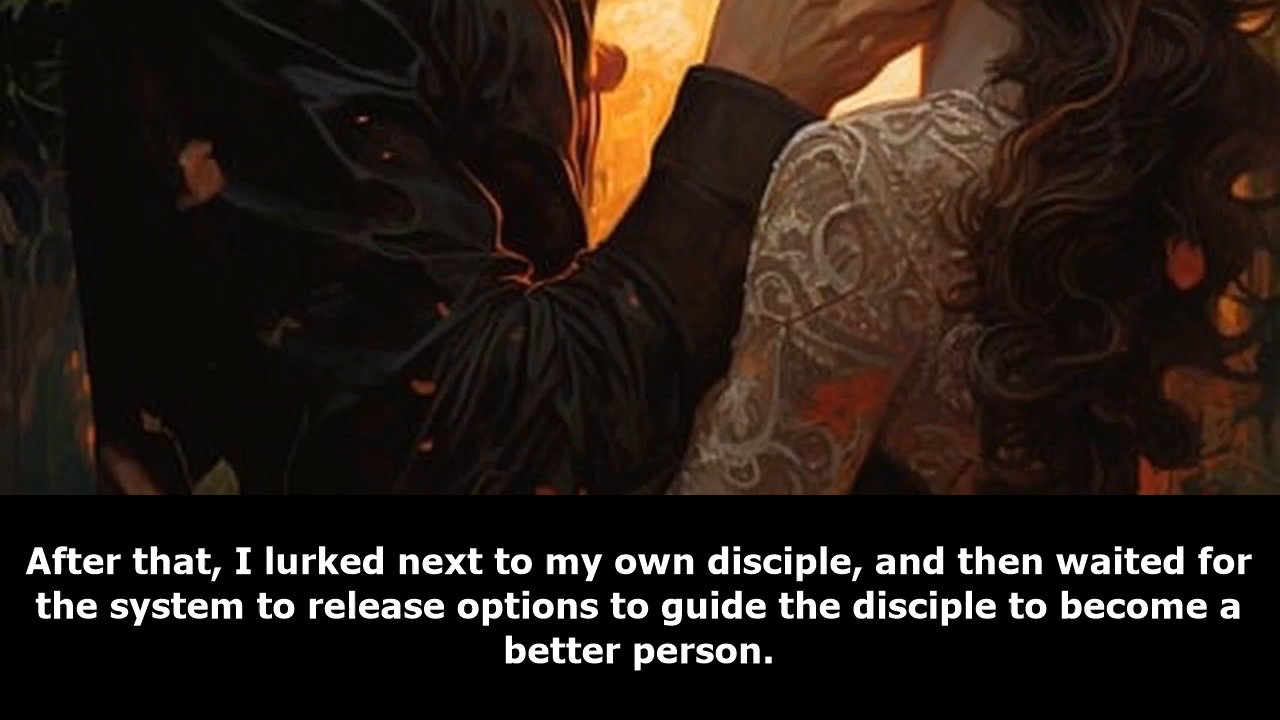 After that, I lurked next to my own disciple, and then waited for
the system to release options to guide the disciple to become a
better person.